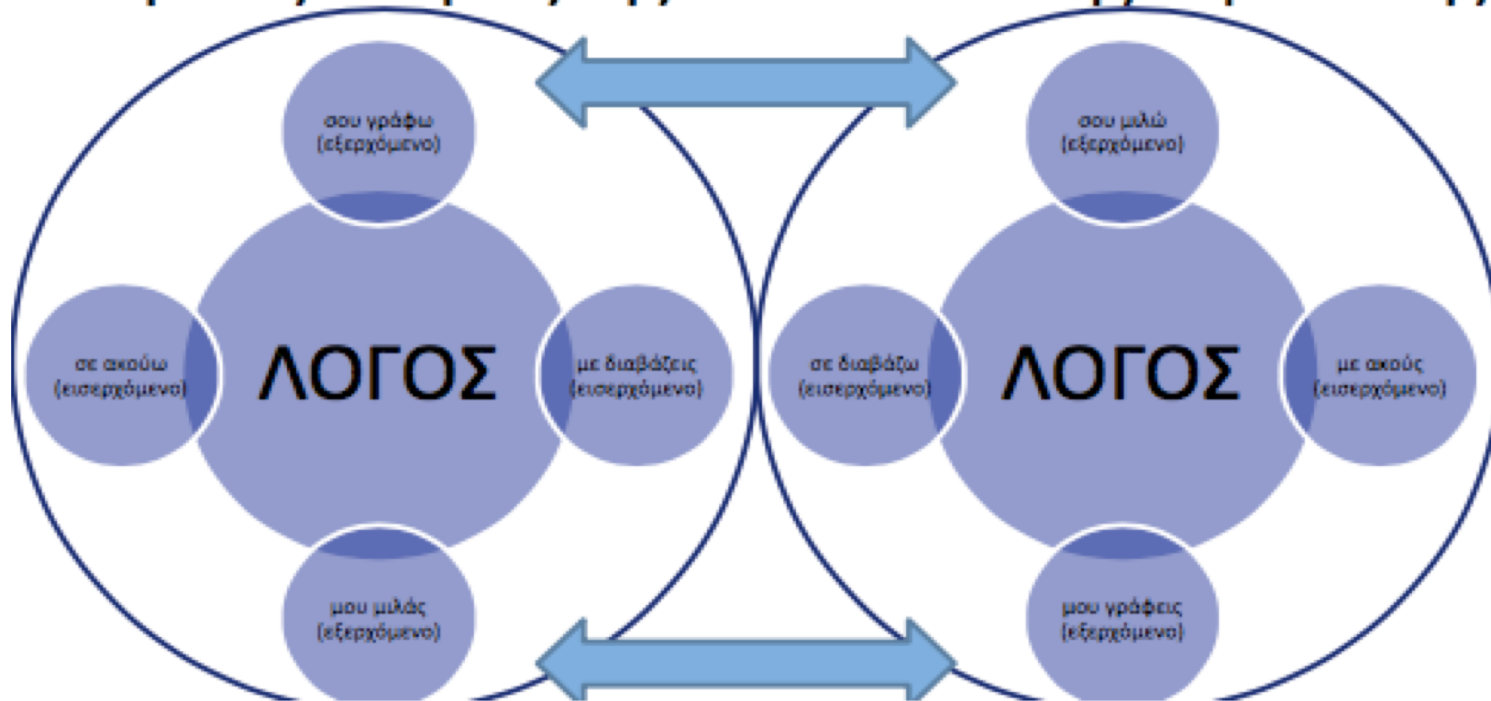 σου γράφω
(εξερχόμενο)
σε ακούω
(εισερχόμενο)
ΛΟΓΟΣ
με διαβάζεις
(εισερχόμενο)
μου μιλάς
(εξερχόμενο)
σου μιλώ
(εξερχόμενο)
σε διαβάζω
(εισερχόμενο)
ΛΟΓΟΣ
με ακούς
(εισερχόμενο)
μου γράφεις
(εξερχόμενο)